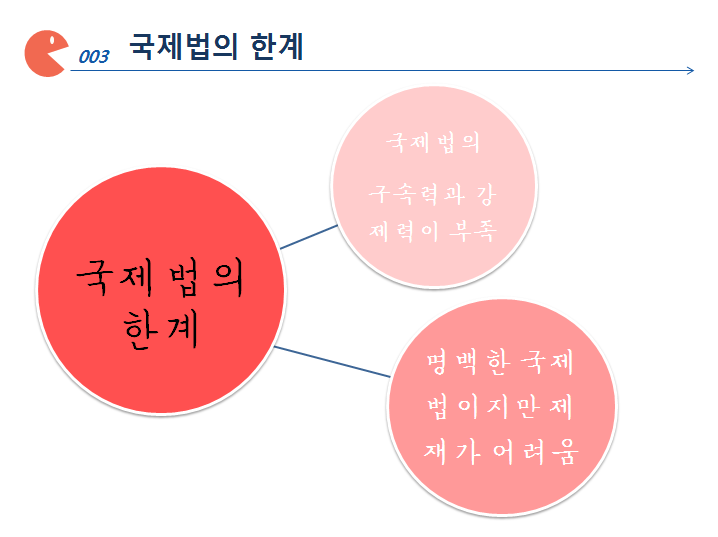 003 국제법의 한계
국제법의
한계
국제법의
구속력과 강
제력이 부족
명백한 국제
법이지만 제
재가 어려움